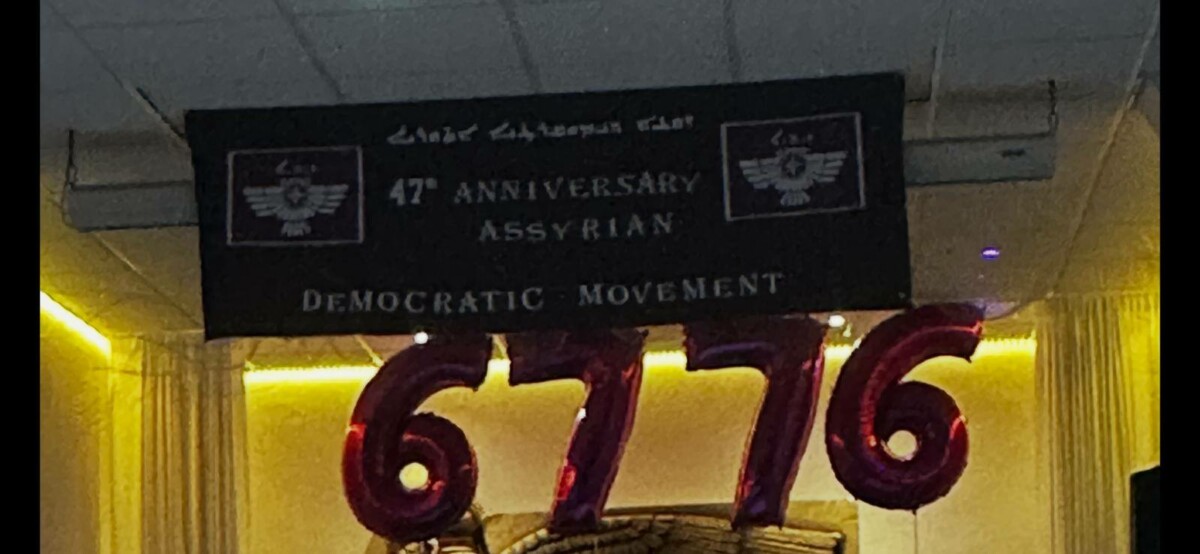 47ᵗʰ ANNIVERSARY
ASSYRIAN
DEMOCRATIC MOVEMENT
6776